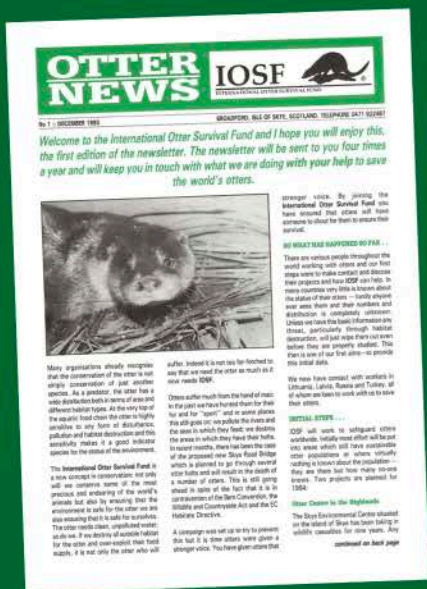 OTTER
NEWS
IOSF
INTERNATIONAL OTTER SURVIVAL FUND
No 1 : DECEMBER 1993
BROADFORD, ISLE OF SKYE, SCOTLAND. TELEPHONE 0471 822487
Welcome to the International Otter Survival Fund and I hope you will enjoy this,
the first edition of the newsletter. The newsletter will be sent to you four times
a year and will keep you in touch with what we are doing with your help to save
the world's otters.
Many organisations already recognise
that the conservation of the otter is not
simply conservation of just another
species. As a predator, the otter has a
wide distribution both in terms of area and
different habitat types. At the very top of
the aquatic food chain the otter is highly
sensitive to any form of disturbance,
pollution and habitat destruction and this
sensitivity makes it a good indicator
species for the status of the environment.
The International Otter Survival Fund is
a new concept in conservation; not only
will we conserve some of the most
precious and endearing of the world's
animals but also by ensuring that the
environment is safe for the otter we are
also ensuring that it is safe for ourselves.
The otter needs clean, unpolluted water;
so do we. If we destroy all suitable habitat
for the otter and over-exploit their food
supply, it is not only the otter who will
suffer. Indeed it is not too far-fetched to
say that we need the otter as much as it
now needs IOSF.
Otters suffer much from the hand of man.
In the past we have hunted them for their
fur and for "sport" and in some places
this still goes on; we pollute the rivers and
the seas in which they feed; we destroy
the areas in which they have their holts.
In recent months, there has been the case
of the proposed new Skye Road Bridge
which is planned to go through several
otter holts and will result in the death of
a number of otters. This is still going
ahead in spite of the fact that it is in
contravention of the Bern Convention, the
Wildlife and Countryside Act and the EC
Habitats Directive.
A campaign was set up to try to prevent
this but it is time otters were given a
stronger voice. You have given otters that
stronger voice. By joining the
International Otter Survival Fund you
have ensured that otters will have
someone to shout for them to ensure their
survival.
SO WHAT HAS HAPPENED SO FAR . . .
There are various people throughout the
world working with otters and our first
steps were to make contact and discuss
their projects and how IOSF can help. In
many countries very little is known about
the status of their otters — hardly anyone
ever sees them and their numbers and
distribution is completely unknown.
Unless we have the basic information any
threat, particularly through habitat
destruction, will just wipe them out even
before they are properly studied. This
then is one of our first aims—to provide
this initial data.
We now have contact with workers in
Lithuania, Latvia, Russia and Turkey, all
of whom are keen to work with us to save
their otters.
INITIAL STEPS . . .
IOSF will work to safeguard otters
worldwide. Initially most effort will be put
into areas which still have sustainable
otter populations or where virtually
nothing is known about the population —
they are there but how many no-one
knows. Two projects are planned for
1994:
Otter Centre in the Highlands
The Skye Environmental Centre situated
on the island of Skye has been taking in
wildlife casualties for nine years. Any
continued on back page